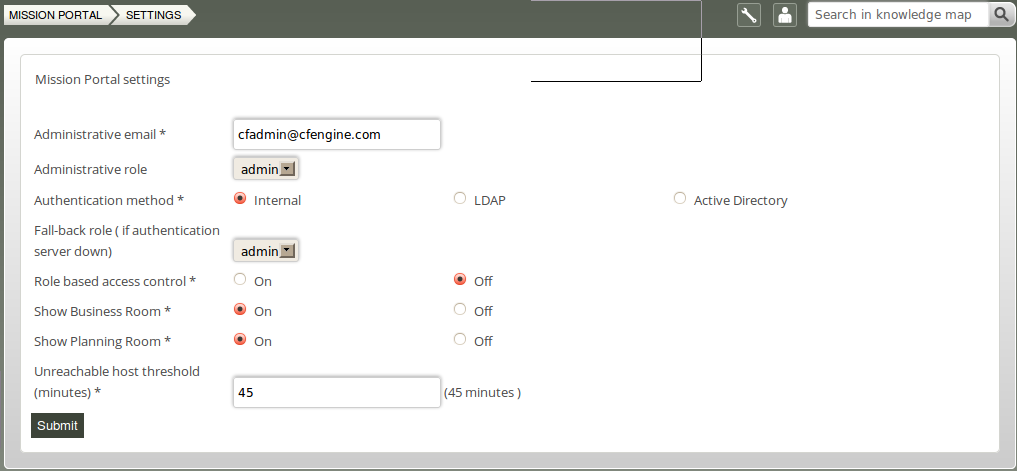 MISSION PORTAL SETTINGS Search in knowledge map
Mission Portal settings
Administrative email * cfadmin@cfengine.com
Administrative role admin
Authentication method * Internal LDAP Active Directory
Fall-back role ( if authentication
server down) admin
Role based access control * On Off
Show Business Room * On Off
Show Planning Room * On Off
Unreachable host threshold
(minutes) * 45 (45 minutes )
Submit